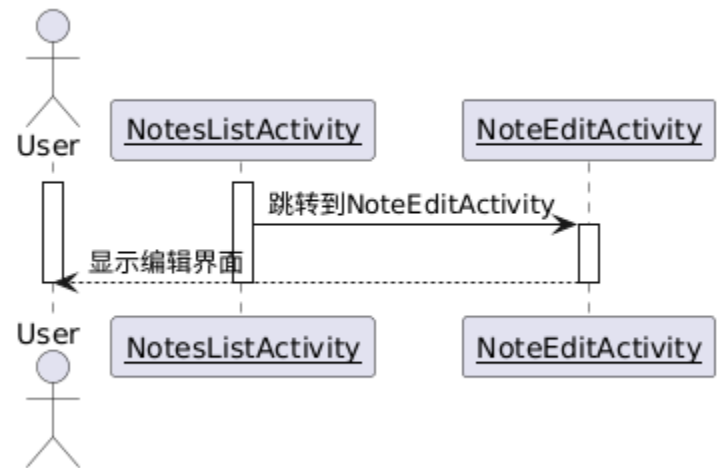 User
NotesListActivity
NoteEditActivity
跳转到NoteEditActivity
显示编辑界面
User
NotesListActivity
NoteEditActivity